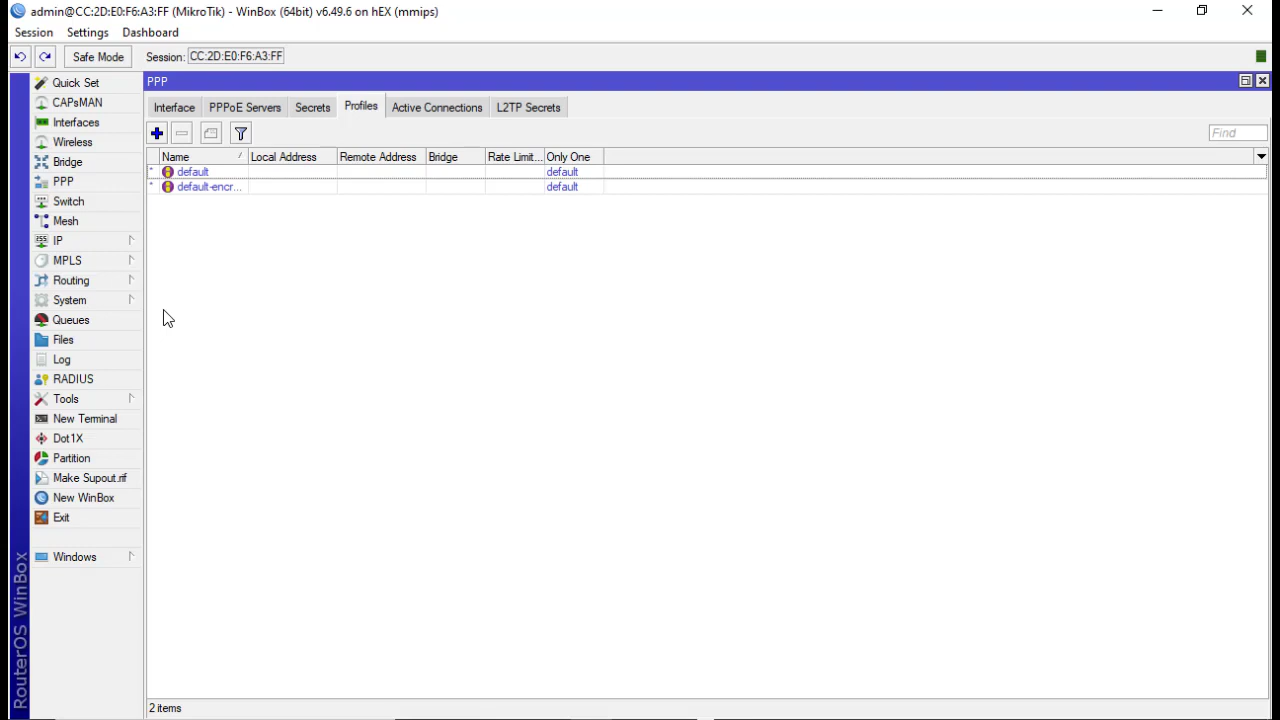 admin@CC:2D:E0:F6:A3:FF (MikroTik) - WinBox (64bit) v6.49.6 on hEX (mmips)
Session Settings Dashboard
Safe Mode Session: CC:2D:E0:F6:A3:FF
PPP
Interface PPPoE Servers Secrets Profiles Active Connections L2TP Secrets
Find
Name / Local Address Remote Address Bridge Rate Limit... Only One
* default default
* default-encr... default
2 items
Quick Set
CAPsMAN
Interfaces
Wireless
Bridge
PPP
Switch
Mesh
IP
MPLS
Routing
System
Queues
Files
Log
RADIUS
Tools
New Terminal
Dot1X
Partition
Make Supout.rif
New WinBox
Exit
Windows
RouterOS WinBox